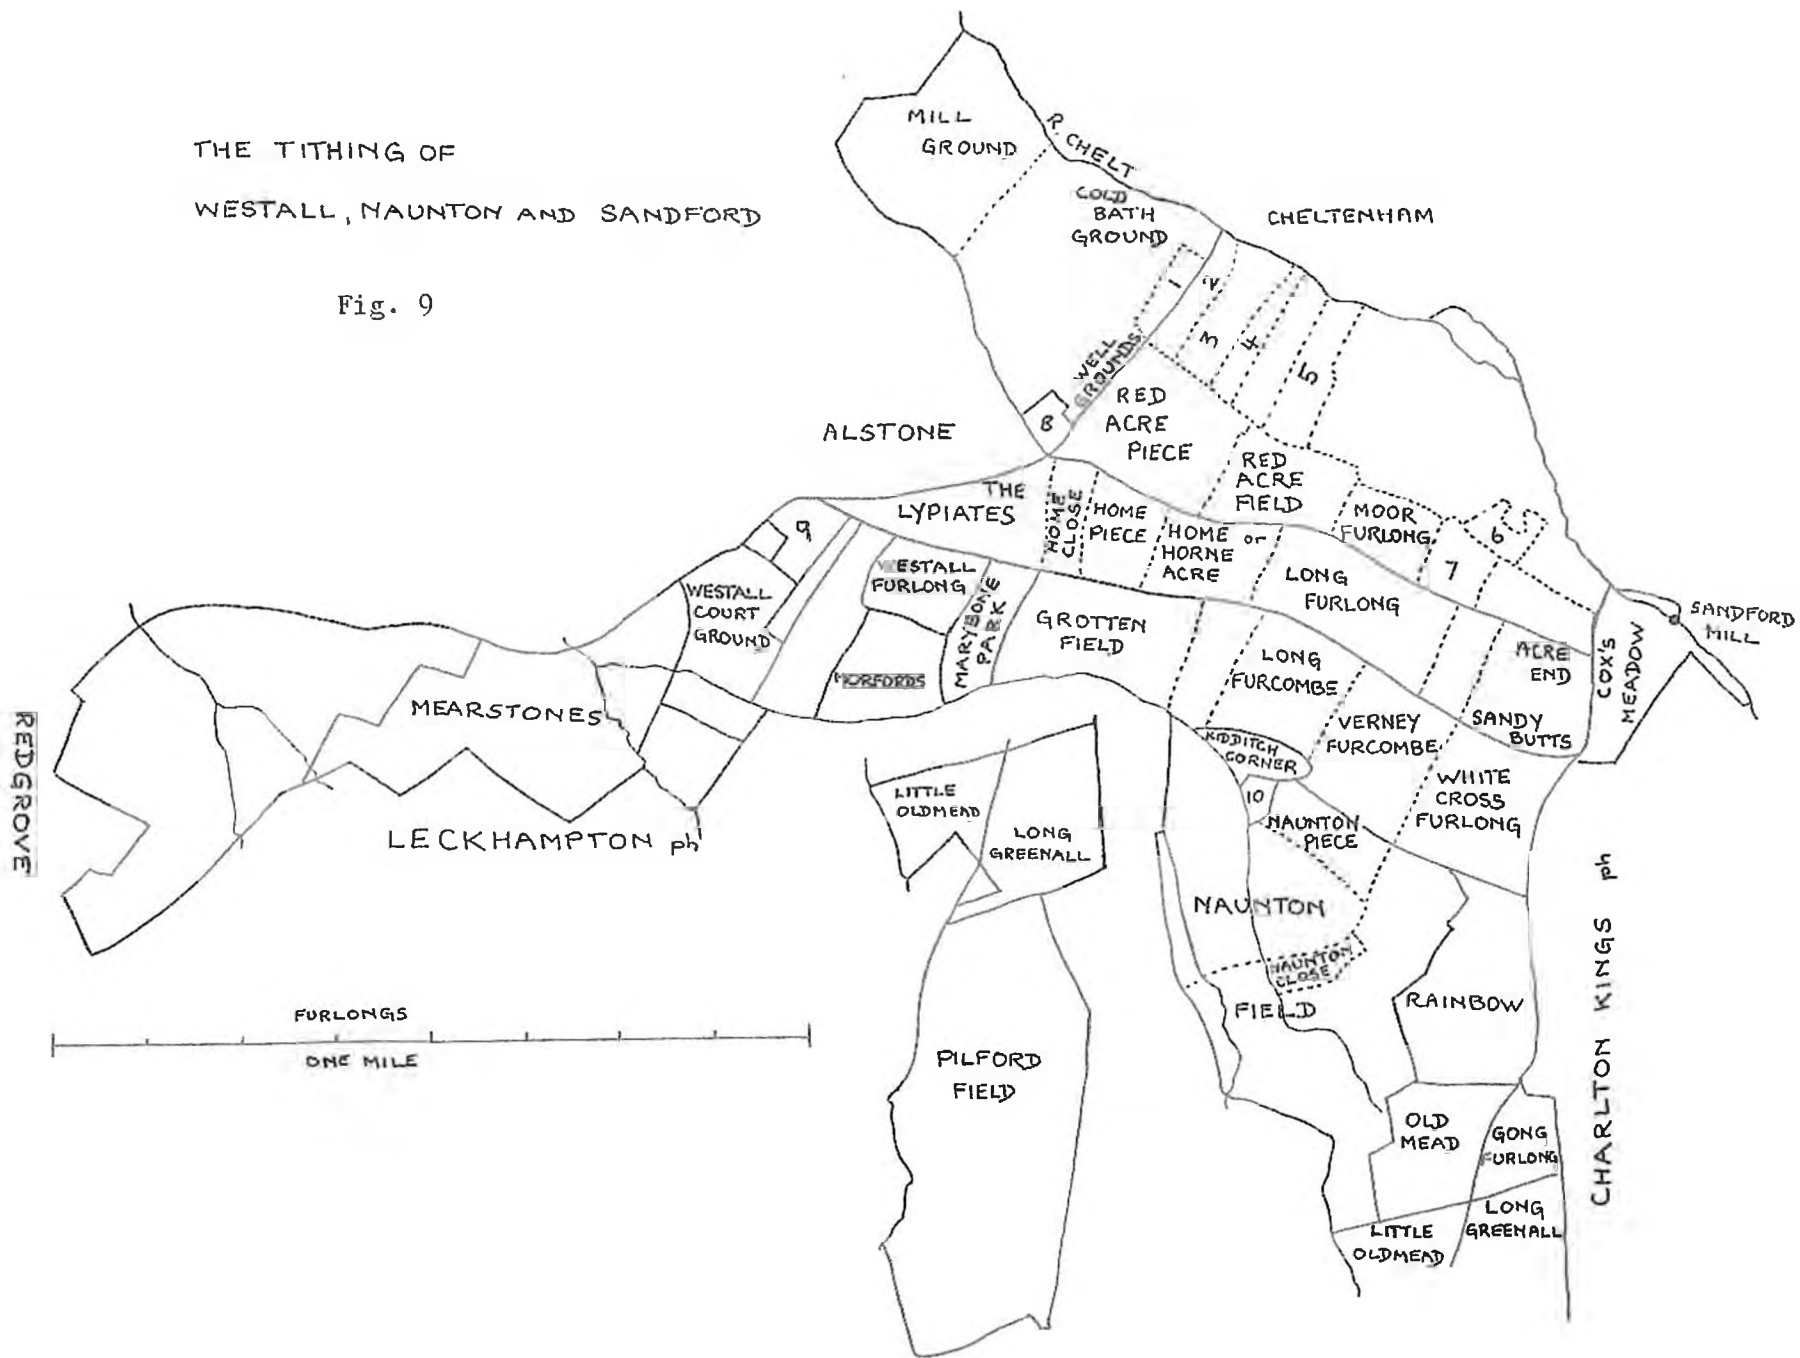 THE TITHING OF
WESTALL, NAUNTON AND SANDFORD
Fig. 9
MILL
GROUND
R. CHELT
COLD
BATH
GROUND
CHELTENHAM
1
2
3
4
5
WELL
GROUNDS
8
RED
ACRE
PIECE
ALSTONE
RED
ACRE
FIELD
THE
LYPIATES
HOME
CLOSE
HOME
PIECE
HOME or
HORNE
ACRE
MOOR
FURLONG
6
7
9
WESTALL
FURLONG
MARYBONE
PARK
LONG
FURLONG
WESTALL
COURT
GROUND
GROTTEN
FIELD
SANDFORD
MILL
ACRE
END
COX'S
MEADOW
MORFORDS
LONG
FURCOMBE
MEARSTONES
VERNEY
FURCOMBE
SANDY
BUTTS
REDGROVE
KIDDITCH
CORNER
WHITE
CROSS
FURLONG
LITTLE
OLDMEAD
10
LONG
GREENALL
NAUNTON
PIECE
LECKHAMPTON ph
NAUNTON
FIELD
NAUNTON
CLOSE
RAINBOW
CHARLTON KINGS ph
FURLONGS
ONE MILE
PILFORD
FIELD
OLD
MEAD
GONG
FURLONG
LITTLE
OLDMEAD
LONG
GREENALL